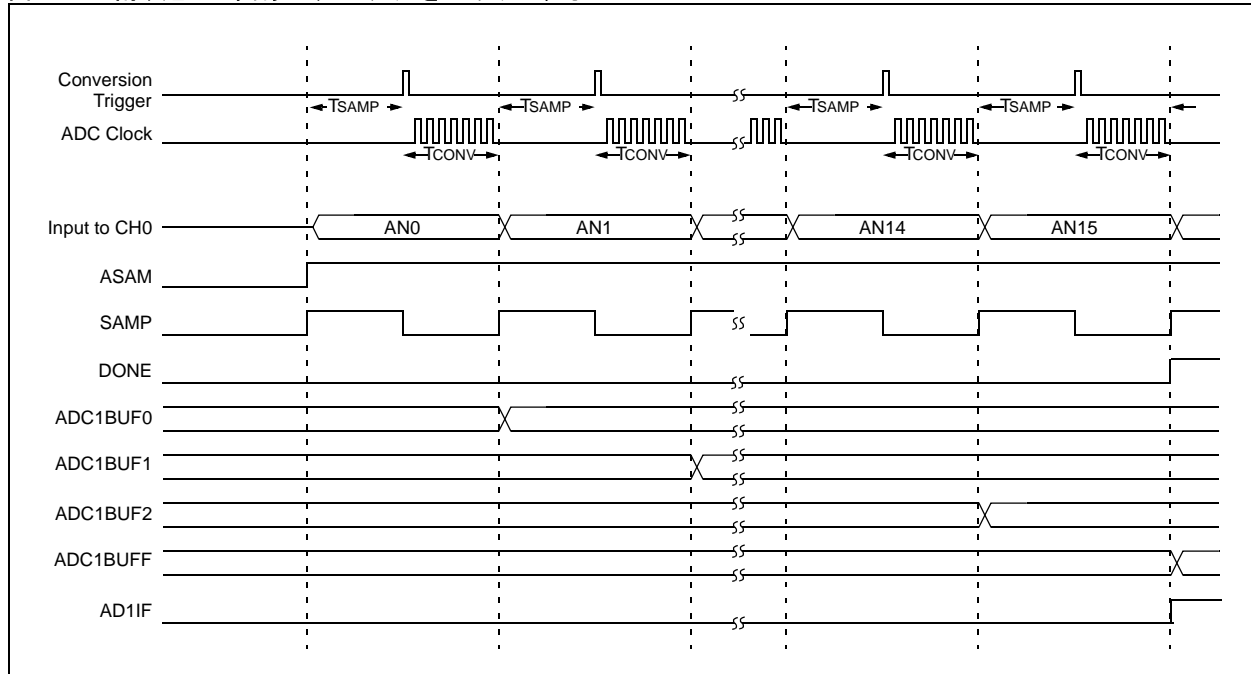 Conversion
Trigger
TSAMP TSAMP TSAMP TSAMP
ADC Clock
TCONV TCONV TCONV TCONV
Input to CH0 AN0 AN1 AN14 AN15
ASAM
SAMP
DONE
ADC1BUF0
ADC1BUF1
ADC1BUF2
ADC1BUFF
AD1IF